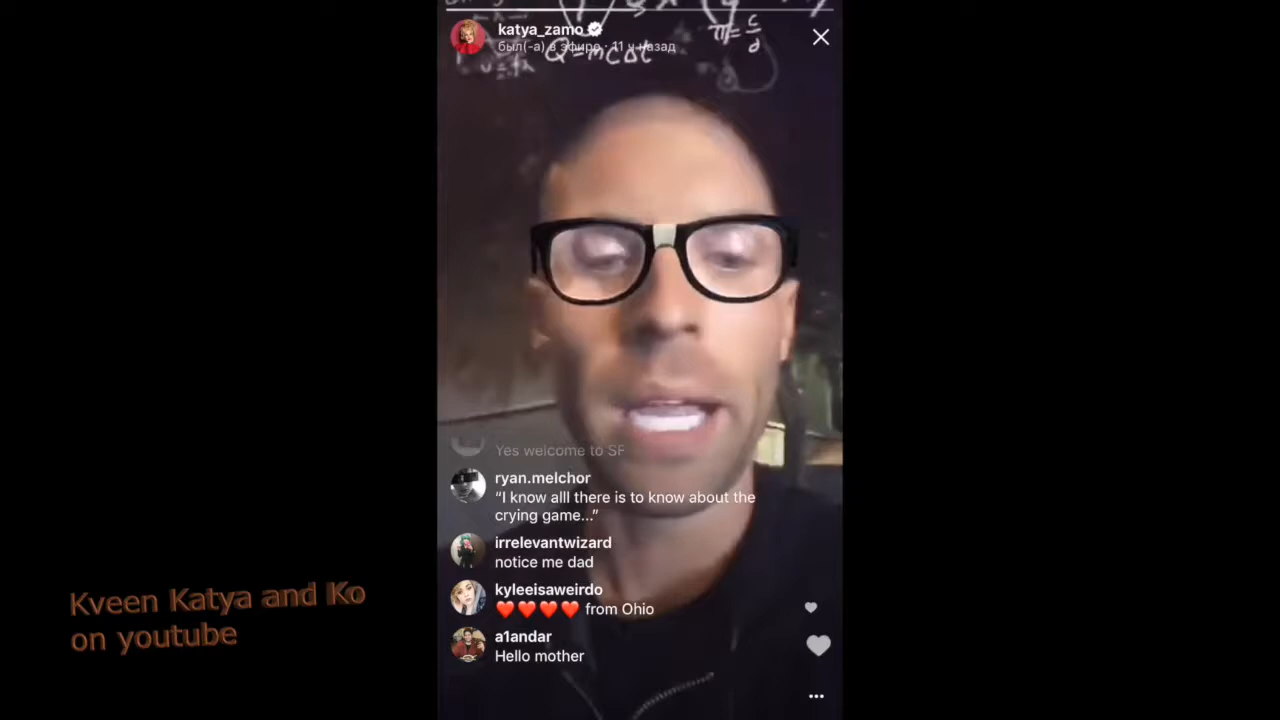 katya_zamo
был(-а) в эфире · 11 ч назад
Q=mCΔt
Yes welcome to SF
ryan.melchor
“I know alll there is to know about the
crying game...”
irrelevantwizard
notice me dad
kyleeisaweirdo
❤️❤️❤️❤️ from Ohio
a1andar
Hello mother
Kveen Katya and Ko
on youtube